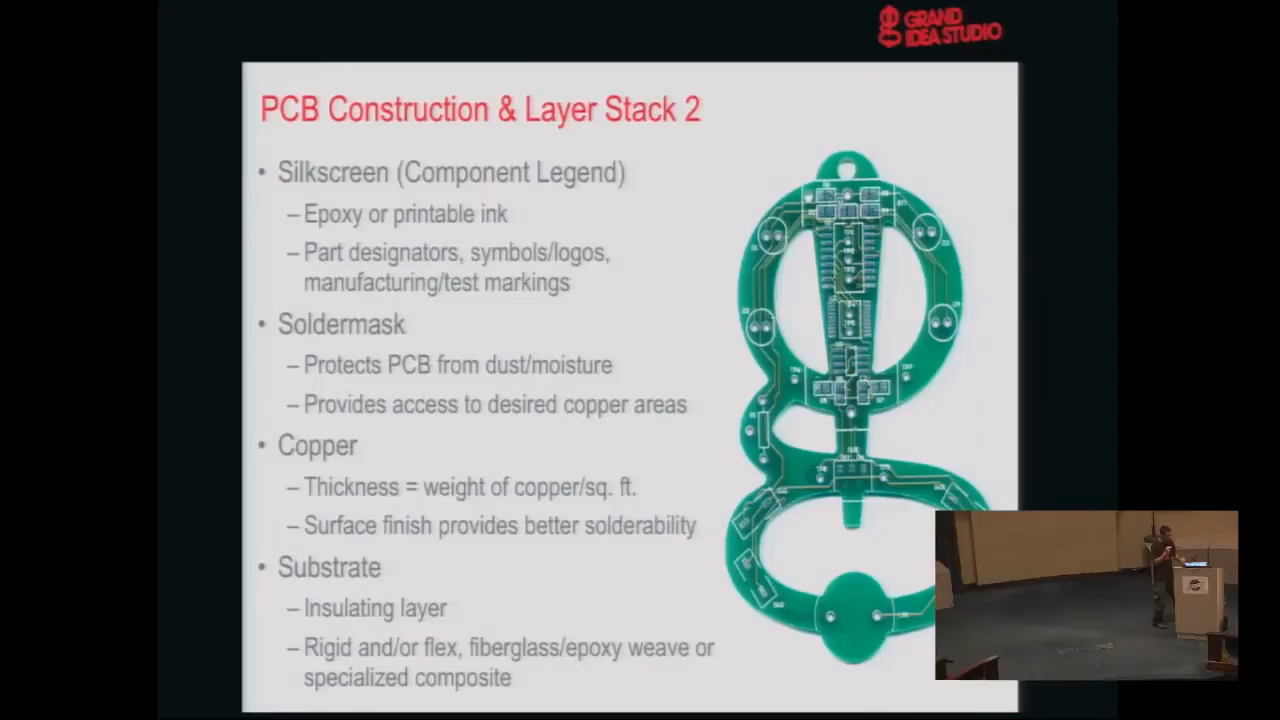 GRAND
IDEA STUDIO
PCB Construction & Layer Stack 2
• Silkscreen (Component Legend)
– Epoxy or printable ink
– Part designators, symbols/logos,
manufacturing/test markings
• Soldermask
– Protects PCB from dust/moisture
– Provides access to desired copper areas
• Copper
– Thickness = weight of copper/sq. ft.
– Surface finish provides better solderability
• Substrate
– Insulating layer
– Rigid and/or flex, fiberglass/epoxy weave or
specialized composite